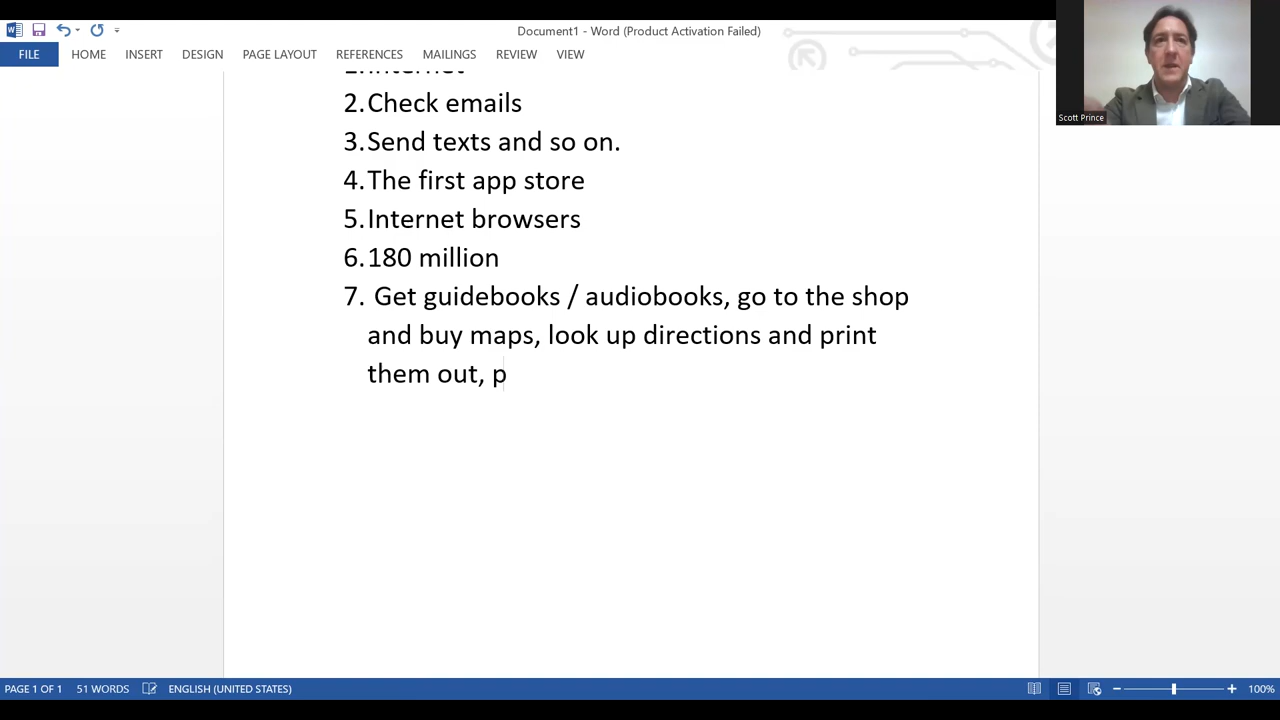 Document1 - Word (Product Activation Failed)
FILE HOME INSERT DESIGN PAGE LAYOUT REFERENCES MAILINGS REVIEW VIEW
Scott Prince
1.Internet
2.Check emails
3.Send texts and so on.
4.The first app store
5.Internet browsers
6.180 million
7. Get guidebooks / audiobooks, go to the shop
and buy maps, look up directions and print
them out, p
PAGE 1 OF 1 51 WORDS ENGLISH (UNITED STATES) 100%